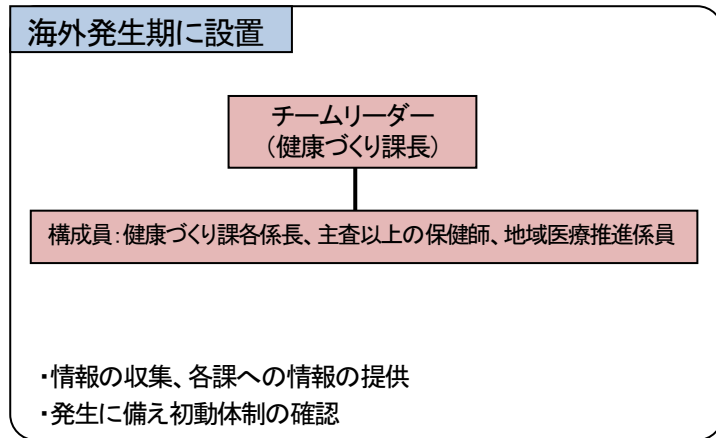 海外発生期に設置
チームリーダー
（健康づくり課長）
構成員：健康づくり課各係長、主査以上の保健師、地域医療推進係員
・情報の収集、各課への情報の提供
・発生に備え初動体制の確認